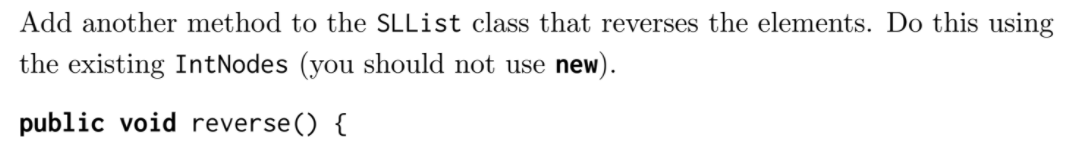 Add another method to the SLList class that reverses the elements. Do this using
the existing IntNodes (you should not use new).
public void reverse() {